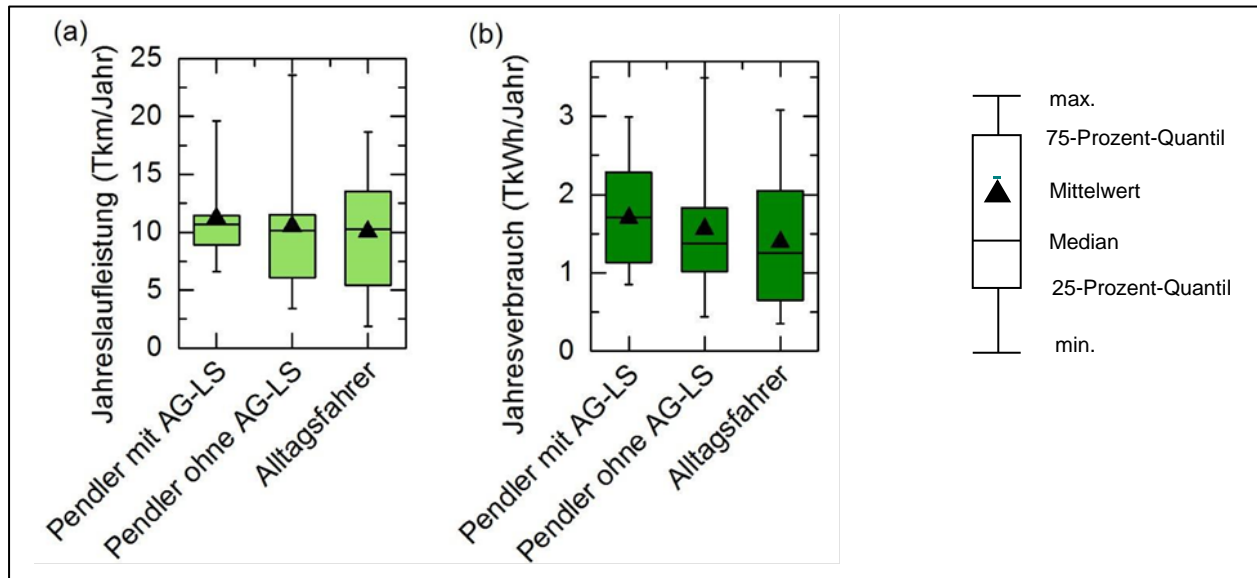 (a)
Jahreslaufleistung (Tkm/Jahr)
25
20
15
10
5
0
Pendler mit AG-LS
Pendler ohne AG-LS
Alltagsfahrer
(b)
Jahresverbrauch (TkWh/Jahr)
3
2
1
0
Pendler mit AG-LS
Pendler ohne AG-LS
Alltagsfahrer
max.
75-Prozent-Quantil
Mittelwert
Median
25-Prozent-Quantil
min.